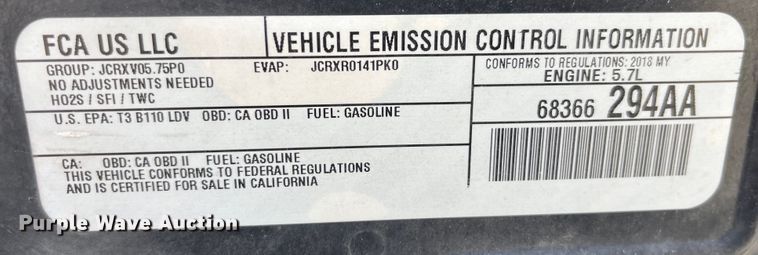 FCA US LLC
VEHICLE EMISSION CONTROL INFORMATION
GROUP: JCRXV05.75P0 EVAP: JCRXR0141PK0
NO ADJUSTMENTS NEEDED
HO2S / SFI / TWC
CONFORMS TO REGULATIONS: 2018 MY
ENGINE: 5.7L
U.S. EPA: T3 B110 LDV OBD: CA OBD II FUEL: GASOLINE
68366 294AA
CA: OBD: CA OBD II FUEL: GASOLINE
THIS VEHICLE CONFORMS TO FEDERAL REGULATIONS
AND IS CERTIFIED FOR SALE IN CALIFORNIA
Purple Wave Auction